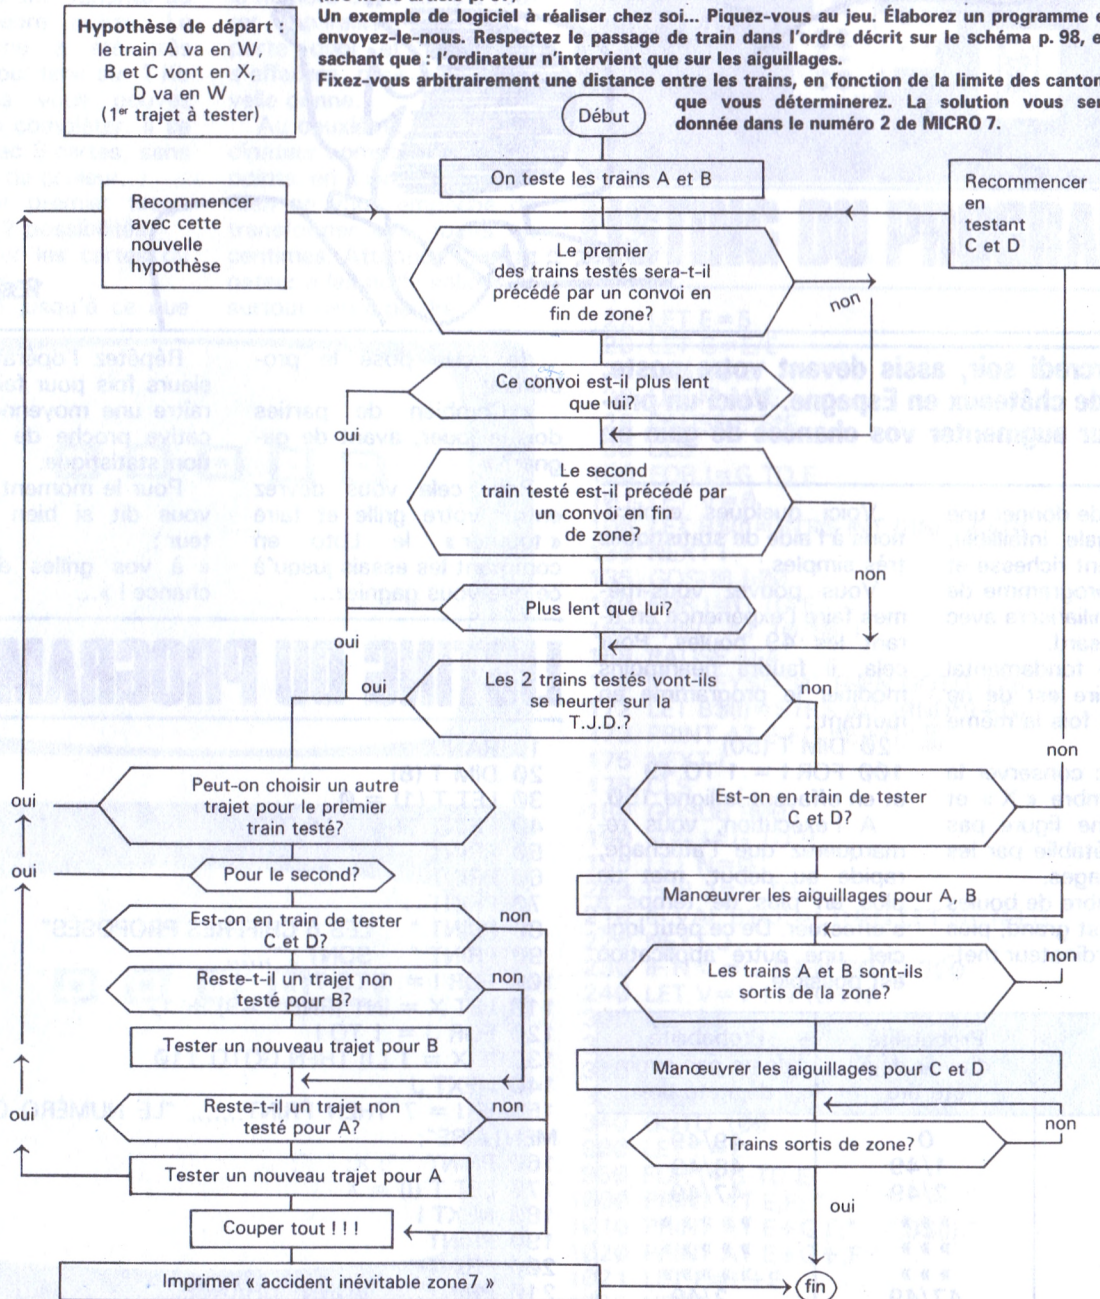 Hypothèse de départ :
le train A va en W,
B et C vont en X,
D va en W
(1er trajet à tester)
Un exemple de logiciel à réaliser chez soi... Piquez-vous au jeu. Élaborez un programme
envoyez-le-nous. Respectez le passage de train dans l'ordre décrit sur le schéma p. 98,
sachant que : l'ordinateur n'intervient que sur les aiguillages.
Fixez-vous arbitrairement une distance entre les trains, fonction de la limite des canton
que vous déterminerez. La solution vous
donnée dans le numéro 2 de MICRO 7.
Début
On teste les trains A et B
Recommencer
avec cette
nouvelle
hypothèse
Recommencer
en
testant
C et D
Le premier
des trains testés sera-t-il
précédé par un convoi en
fin de zone?
non
Ce convoi est-il plus lent
que lui?
oui
Le second
train testé est-il précédé par
un convoi en fin
de zone?
non
Plus lent que lui?
oui
Les 2 trains testés vont-ils
se heurter sur la
T.J.D.?
oui
non
non
Peut-on choisir un autre
trajet pour le premier
train testé?
oui
Est-on en train de tester
C et D?
Pour le second?
oui
Manœuvrer les aiguillages pour A, B
Est-on en train de tester
C et D?
non
non
Reste-t-il un trajet non
testé pour B?
non
Les trains A et B sont-ils
sortis de la zone?
Tester un nouveau trajet pour B
Manœuvrer les aiguillages pour C et D
Reste-t-il un trajet non
testé pour A?
non
oui
non
Trains sortis de zone?
Tester un nouveau trajet pour A
oui
Couper tout ! ! !
Imprimer « accident inévitable zone7 »
fin